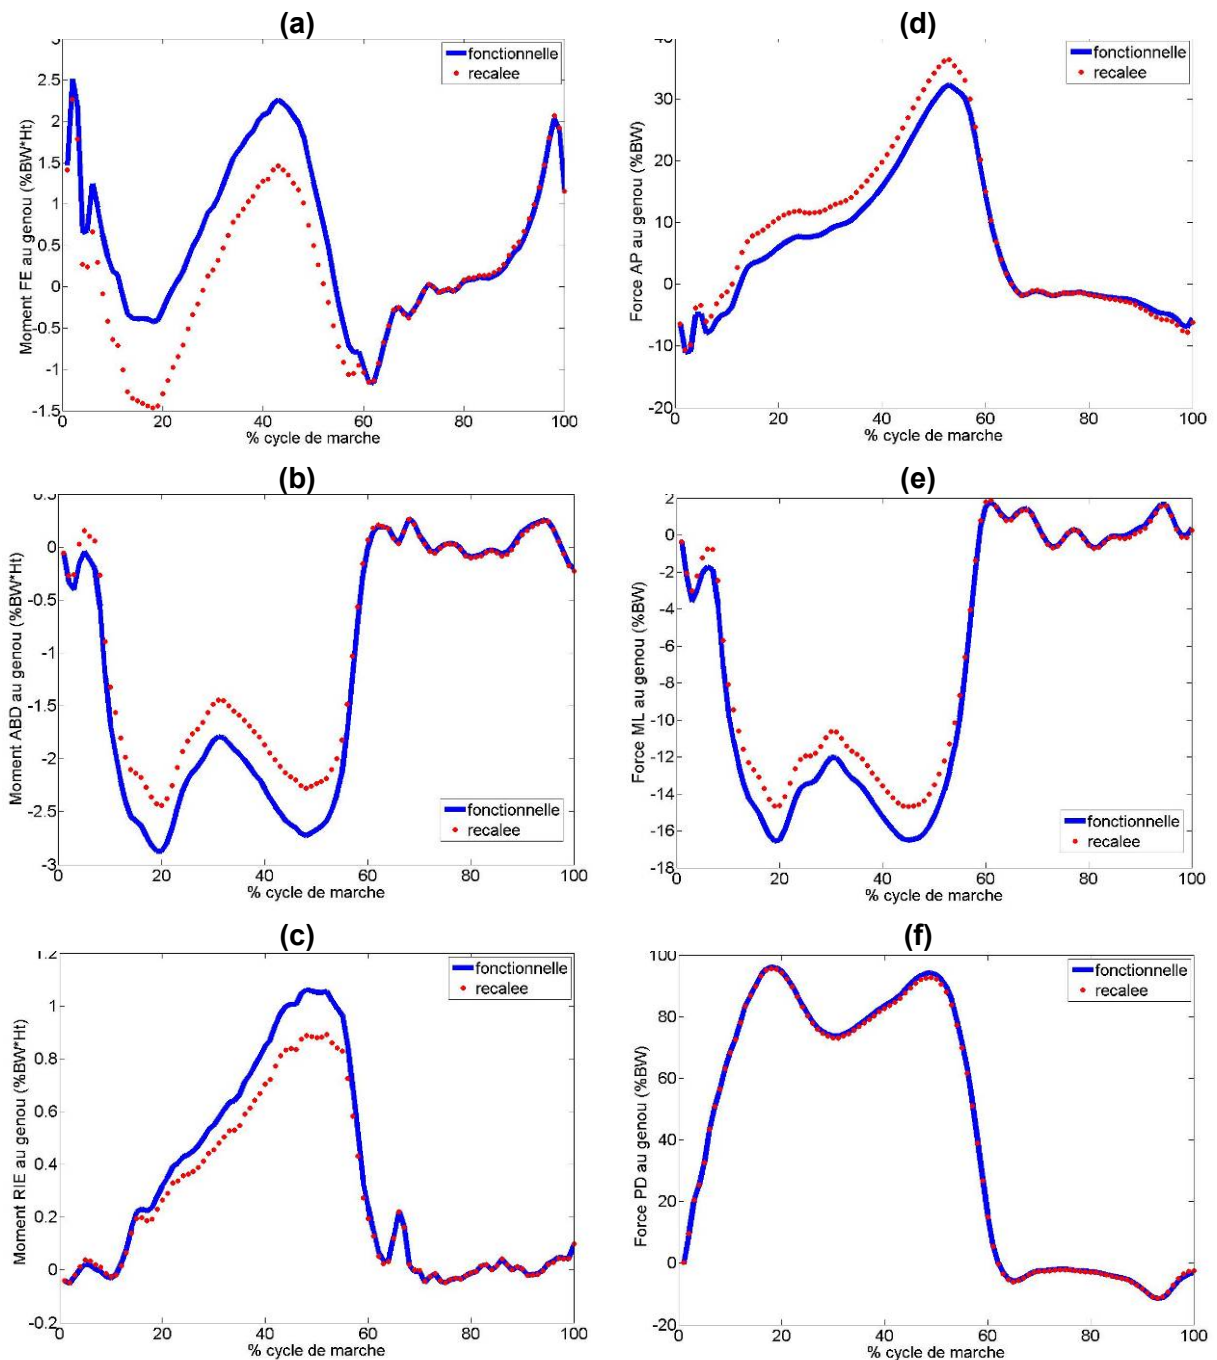 (a)
3
2.5
2
1.5
1
0.5
0
-0.5
-1
-1.5
0 20 40 60 80 100
Moment FE au genou (%BW*Ht)
% cycle de marche
fonctionnelle
recalee
(d)
40
30
20
10
0
-10
-20
0 20 40 60 80 100
Force AP au genou (%BW)
% cycle de marche
fonctionnelle
recalee
(b)
0.5
0
-0.5
-1
-1.5
-2
-2.5
-3
0 20 40 60 80 100
Moment ABD au genou (%BW*Ht)
% cycle de marche
fonctionnelle
recalee
(e)
2
0
-2
-4
-6
-8
-10
-12
-14
-16
-18
0 20 40 60 80 100
Force ML au genou (%BW)
% cycle de marche
fonctionnelle
recalee
(c)
1.2
1
0.8
0.6
0.4
0.2
0
-0.2
0 20 40 60 80 100
Moment RIE au genou (%BW*Ht)
% cycle de marche
fonctionnelle
recalee
(f)
100
80
60
40
20
0
-20
0 20 40 60 80 100
Force PD au genou (%BW)
% cycle de marche
fonctionnelle
recalee